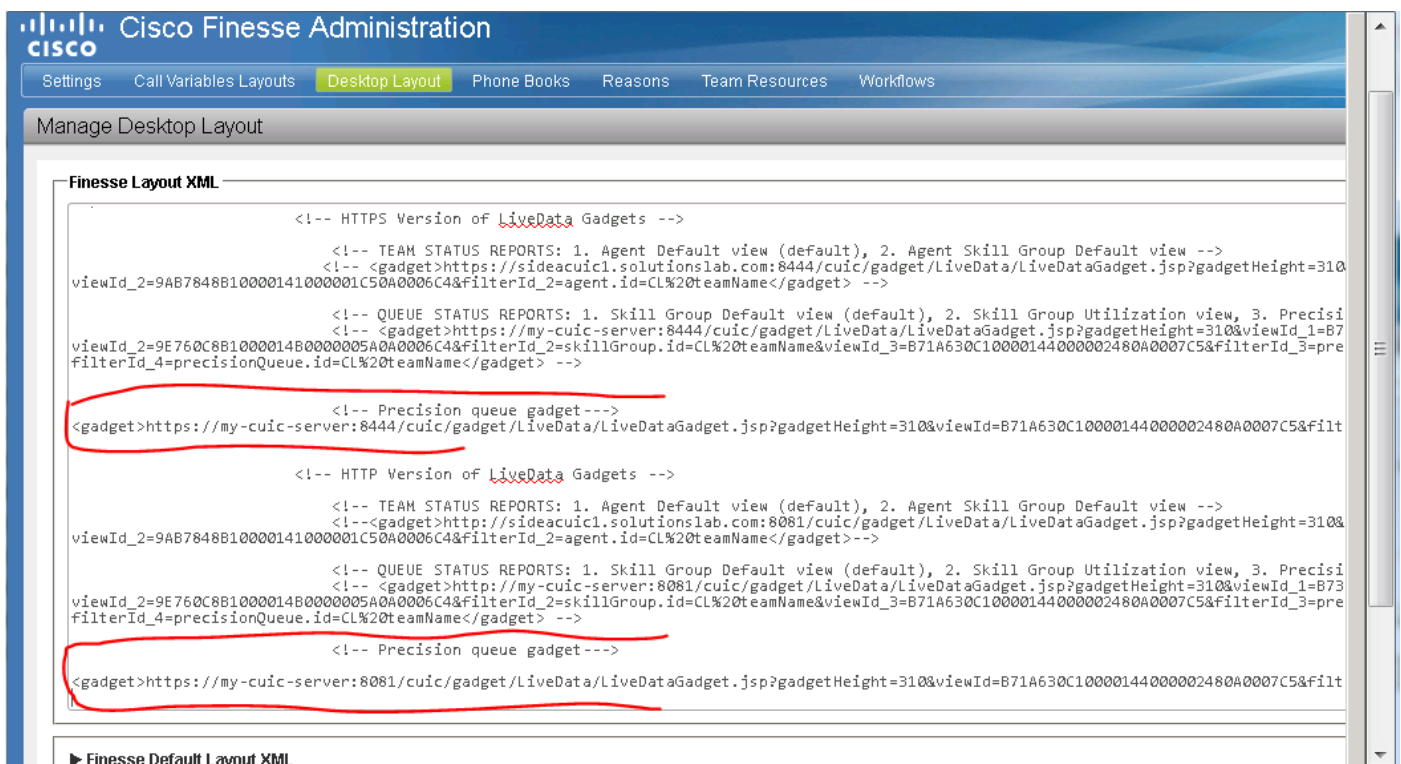 Cisco Finesse Administration
CISCO
Settings Call Variables Layouts Desktop Layout Phone Books Reasons Team Resources Workflows
Manage Desktop Layout
Finesse Layout XML
<!-- HTTPS Version of LiveData Gadgets -->
<!-- TEAM STATUS REPORTS: 1. Agent Default view (default), 2. Agent Skill Group Default view -->
<!-- <gadget>https://sideacuic1.solutionslab.com:8444/cuic/gadget/LiveData/LiveDataGadget.jsp?gadgetHeight=310&
viewId_2=9AB7848B10000141000001C50A0006C4&filterId_2=agent.id=CL%20teamName</gadget> -->
<!-- QUEUE STATUS REPORTS: 1. Skill Group Default view (default), 2. Skill Group Utilization view, 3. Precisi
<!-- <gadget>https://my-cuic-server:8444/cuic/gadget/LiveData/LiveDataGadget.jsp?gadgetHeight=310&viewId_1=B7
viewId_2=9E760C8B1000014B0000005A0A0006C4&filterId_2=skillGroup.id=CL%20teamName&viewId_3=B71A630C10000144000002480A0007C5&filterId_3=pre
filterId_4=precisionQueue.id=CL%20teamName</gadget> -->
<!-- Precision queue gadget--->
<gadget>https://my-cuic-server:8444/cuic/gadget/LiveData/LiveDataGadget.jsp?gadgetHeight=310&viewId=B71A630C10000144000002480A0007C5&filt
<!-- HTTP Version of LiveData Gadgets -->
<!-- TEAM STATUS REPORTS: 1. Agent Default view (default), 2. Agent Skill Group Default view -->
<!--<gadget>http://sideacuic1.solutionslab.com:8081/cuic/gadget/LiveData/LiveDataGadget.jsp?gadgetHeight=310&
viewId_2=9AB7848B10000141000001C50A0006C4&filterId_2=agent.id=CL%20teamName</gadget>-->
<!-- QUEUE STATUS REPORTS: 1. Skill Group Default view (default), 2. Skill Group Utilization view, 3. Precisi
<!-- <gadget>http://my-cuic-server:8081/cuic/gadget/LiveData/LiveDataGadget.jsp?gadgetHeight=310&viewId_1=B73
viewId_2=9E760C8B1000014B0000005A0A0006C4&filterId_2=skillGroup.id=CL%20teamName&viewId_3=B71A630C10000144000002480A0007C5&filterId_3=pre
filterId_4=precisionQueue.id=CL%20teamName</gadget> -->
<!-- Precision queue gadget--->
<gadget>https://my-cuic-server:8081/cuic/gadget/LiveData/LiveDataGadget.jsp?gadgetHeight=310&viewId=B71A630C10000144000002480A0007C5&filt
Finesse Default Layout XML